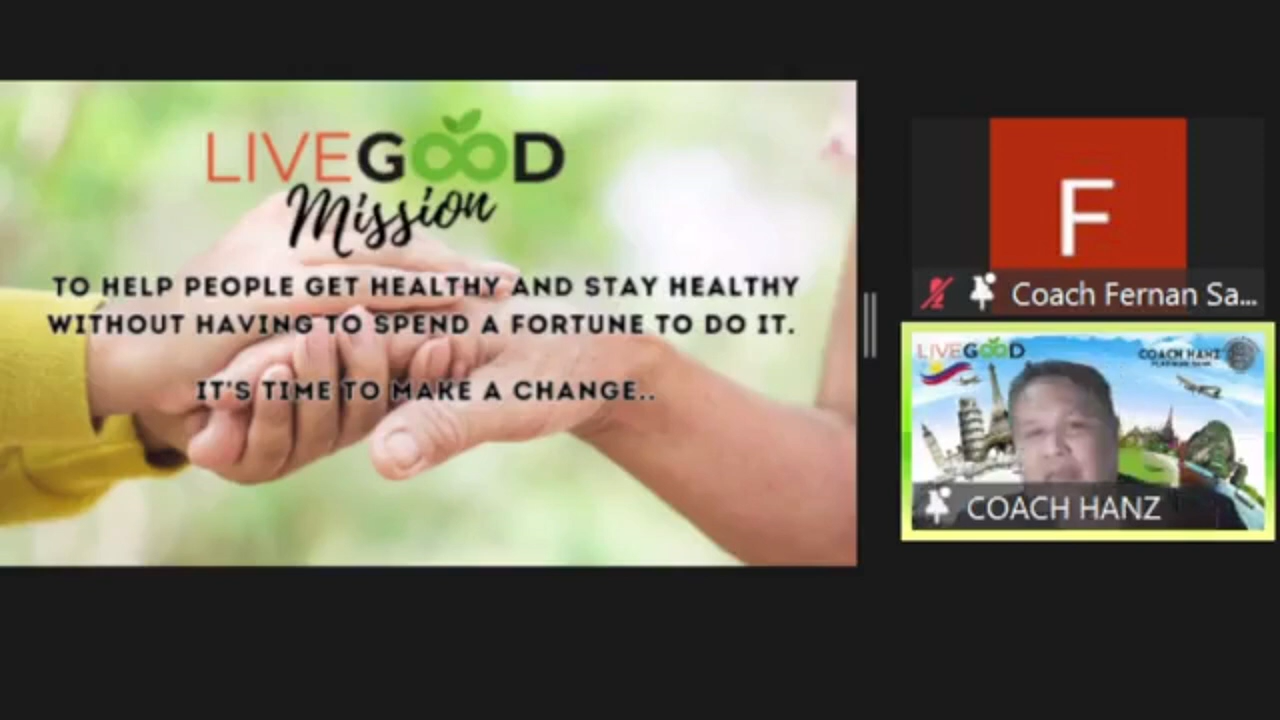 LIVEGOOD
Mission
TO HELP PEOPLE GET HEALTHY AND STAY HEALTHY
WITHOUT HAVING TO SPEND A FORTUNE TO DO IT.
IT'S TIME TO MAKE A CHANGE..
F
Coach Fernan Sa...
LIVEGOOD
COACH HANZ
COACH HANZ